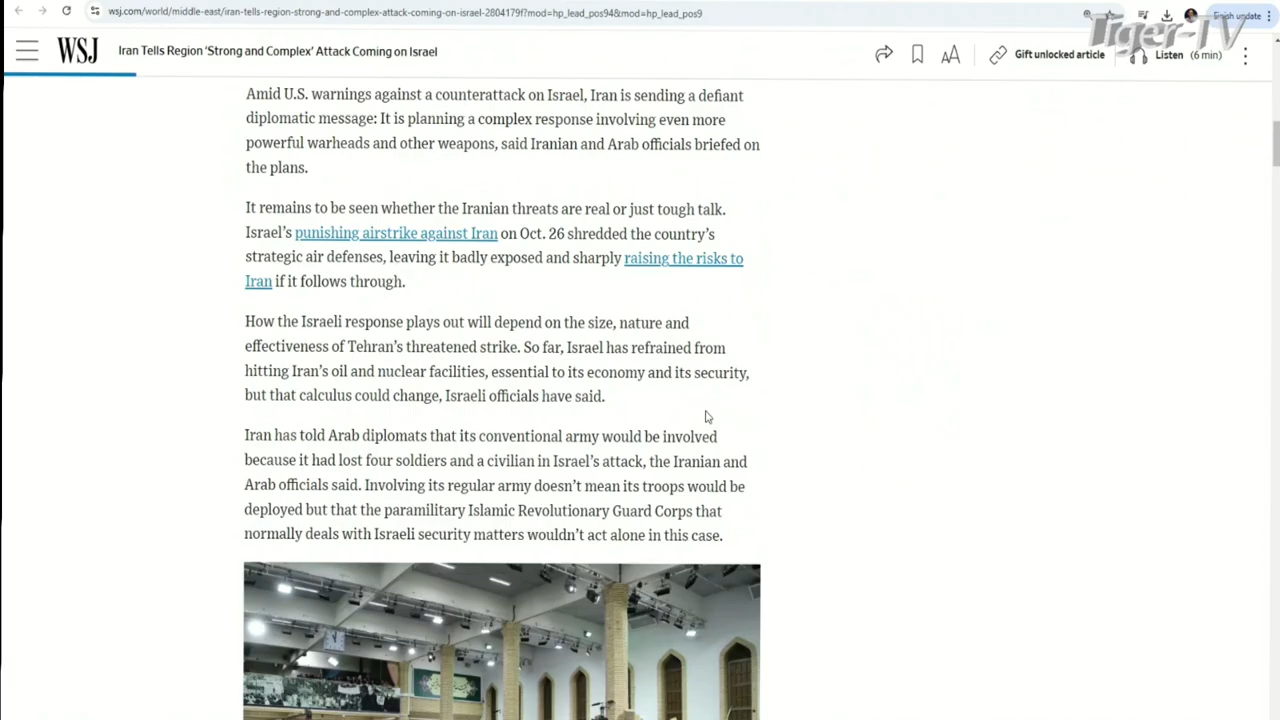 wsj.com/world/middle-east/iran-tells-region-strong-and-complex-attack-coming-on-israel-2804179f?mod=hp_lead_pos94&mod=hp_lead_pos9
Finish update
Tiger-TV
WSJ
Iran Tells Region 'Strong and Complex' Attack Coming on Israel
AA
Gift unlocked article
Listen (6 min)
Amid U.S. warnings against a counterattack on Israel, Iran is sending a defiant
diplomatic message: It is planning a complex response involving even more
powerful warheads and other weapons, said Iranian and Arab officials briefed on
the plans.
It remains to be seen whether the Iranian threats are real or just tough talk.
Israel's punishing airstrike against Iran on Oct. 26 shredded the country's
strategic air defenses, leaving it badly exposed and sharply raising the risks to
Iran if it follows through.
How the Israeli response plays out will depend on the size, nature and
effectiveness of Tehran's threatened strike. So far, Israel has refrained from
hitting Iran's oil and nuclear facilities, essential to its economy and its security,
but that calculus could change, Israeli officials have said.
Iran has told Arab diplomats that its conventional army would be involved
because it had lost four soldiers and a civilian in Israel's attack, the Iranian and
Arab officials said. Involving its regular army doesn't mean its troops would be
deployed but that the paramilitary Islamic Revolutionary Guard Corps that
normally deals with Israeli security matters wouldn't act alone in this case.